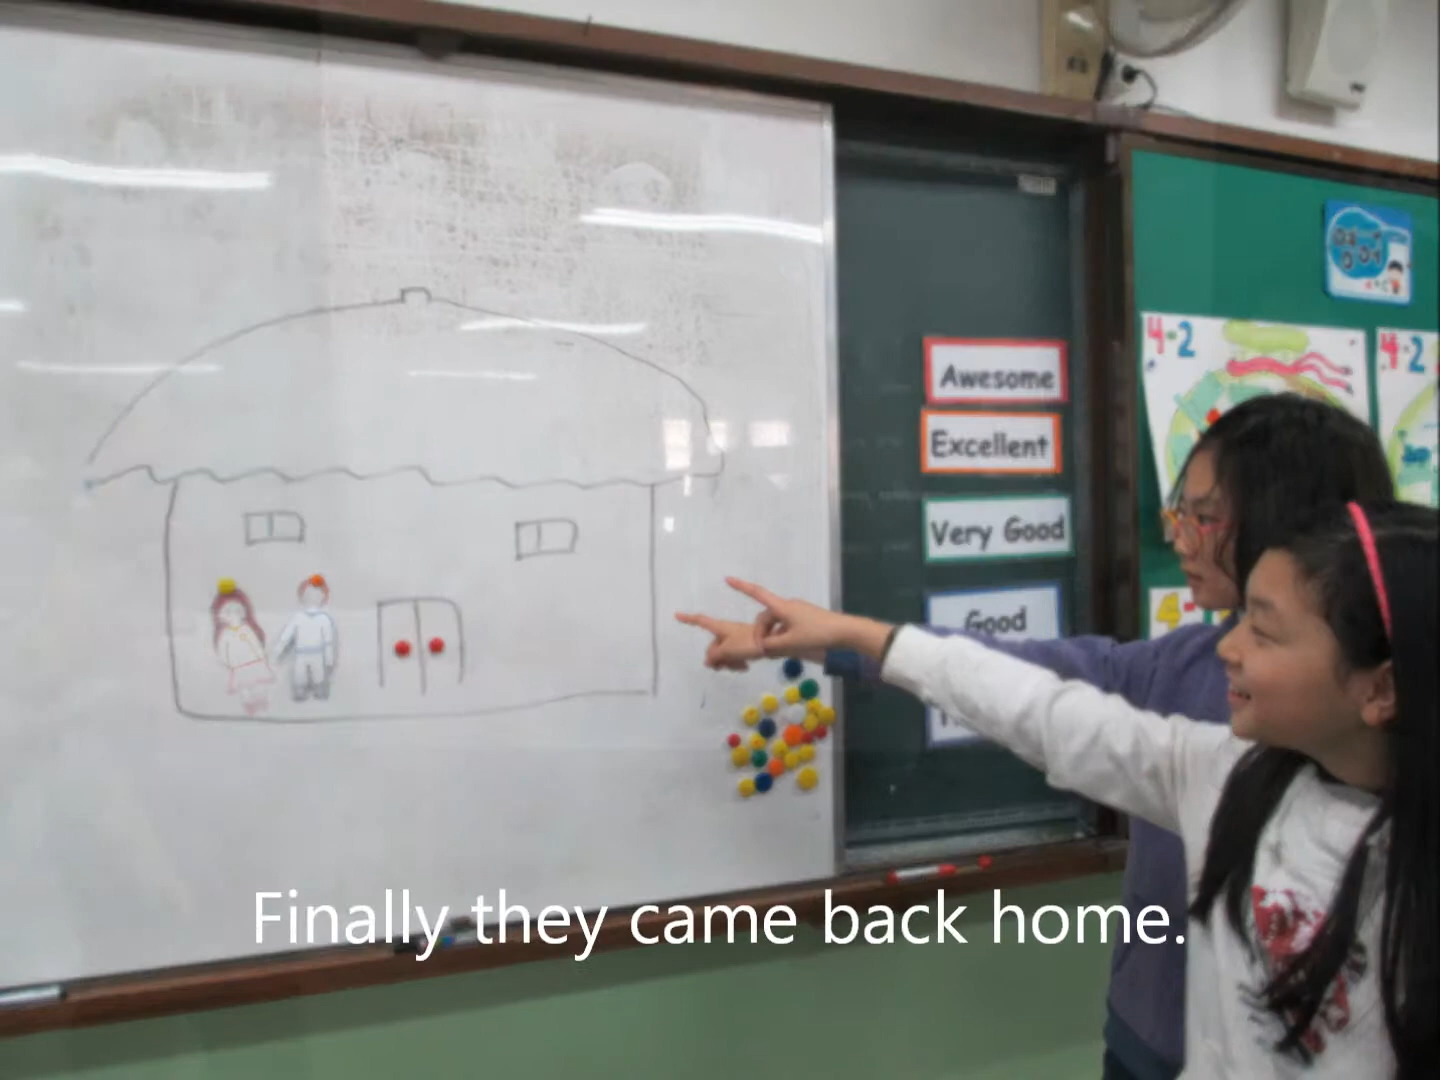 Awesome
Excellent
Very Good
Good
4-2
4-2
Finally they came back home.